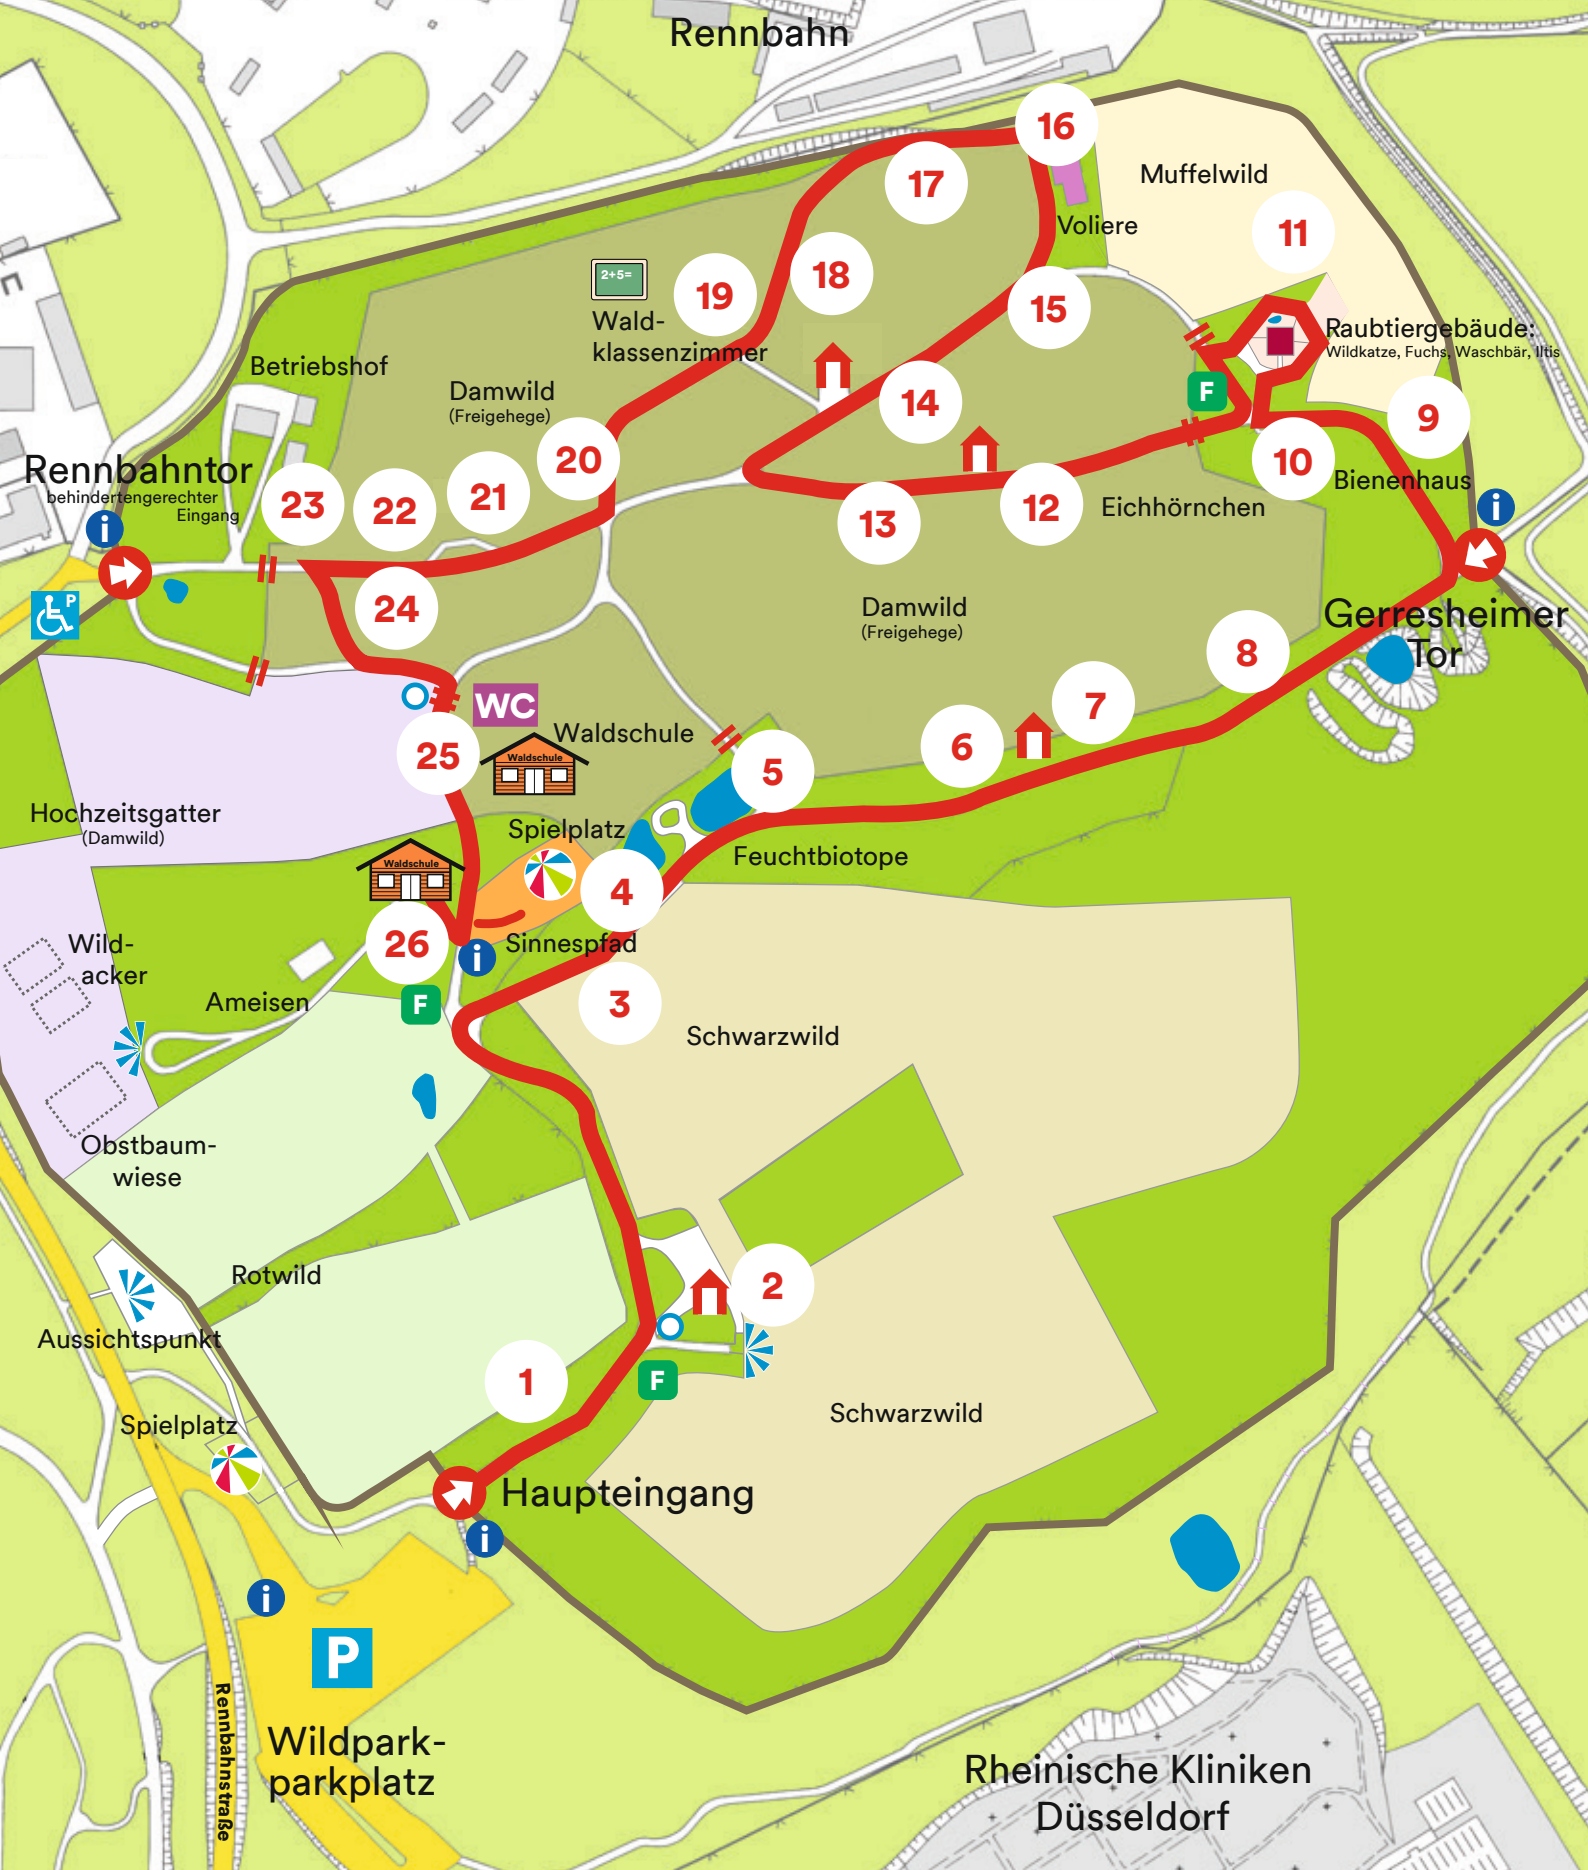 Rennbahn
16
17
Muffelwild
11
Voliere
2+5=
19
18
15
Wald-
klassenzimmer
Raubtiergebäude:
Wildkatze, Fuchs, Waschbär, Iltis
Betriebshof
Damwild
(Freigehege)
14
F
9
20
10
Rennbahntor
behindertengerechter
Eingang
23
22
21
13
12
Eichhörnchen
Bienenhaus
i
i
P
24
Damwild
(Freigehege)
Gerresheimer
Tor
8
WC
7
Waldschule
6
25
Waldschule
5
Hochzeitsgatter
(Damwild)
Spielplatz
Feuchtbiotope
Waldschule
4
26
i
Sinnespfad
Wild-
acker
Ameisen
F
3
Schwarzwild
Obstbaum-
wiese
Rotwild
2
Aussichtspunkt
1
F
Schwarzwild
Spielplatz
Haupteingang
i
i
P
Rennbahnstraße
Wildpark-
parkplatz
Rheinische Kliniken
Düsseldorf